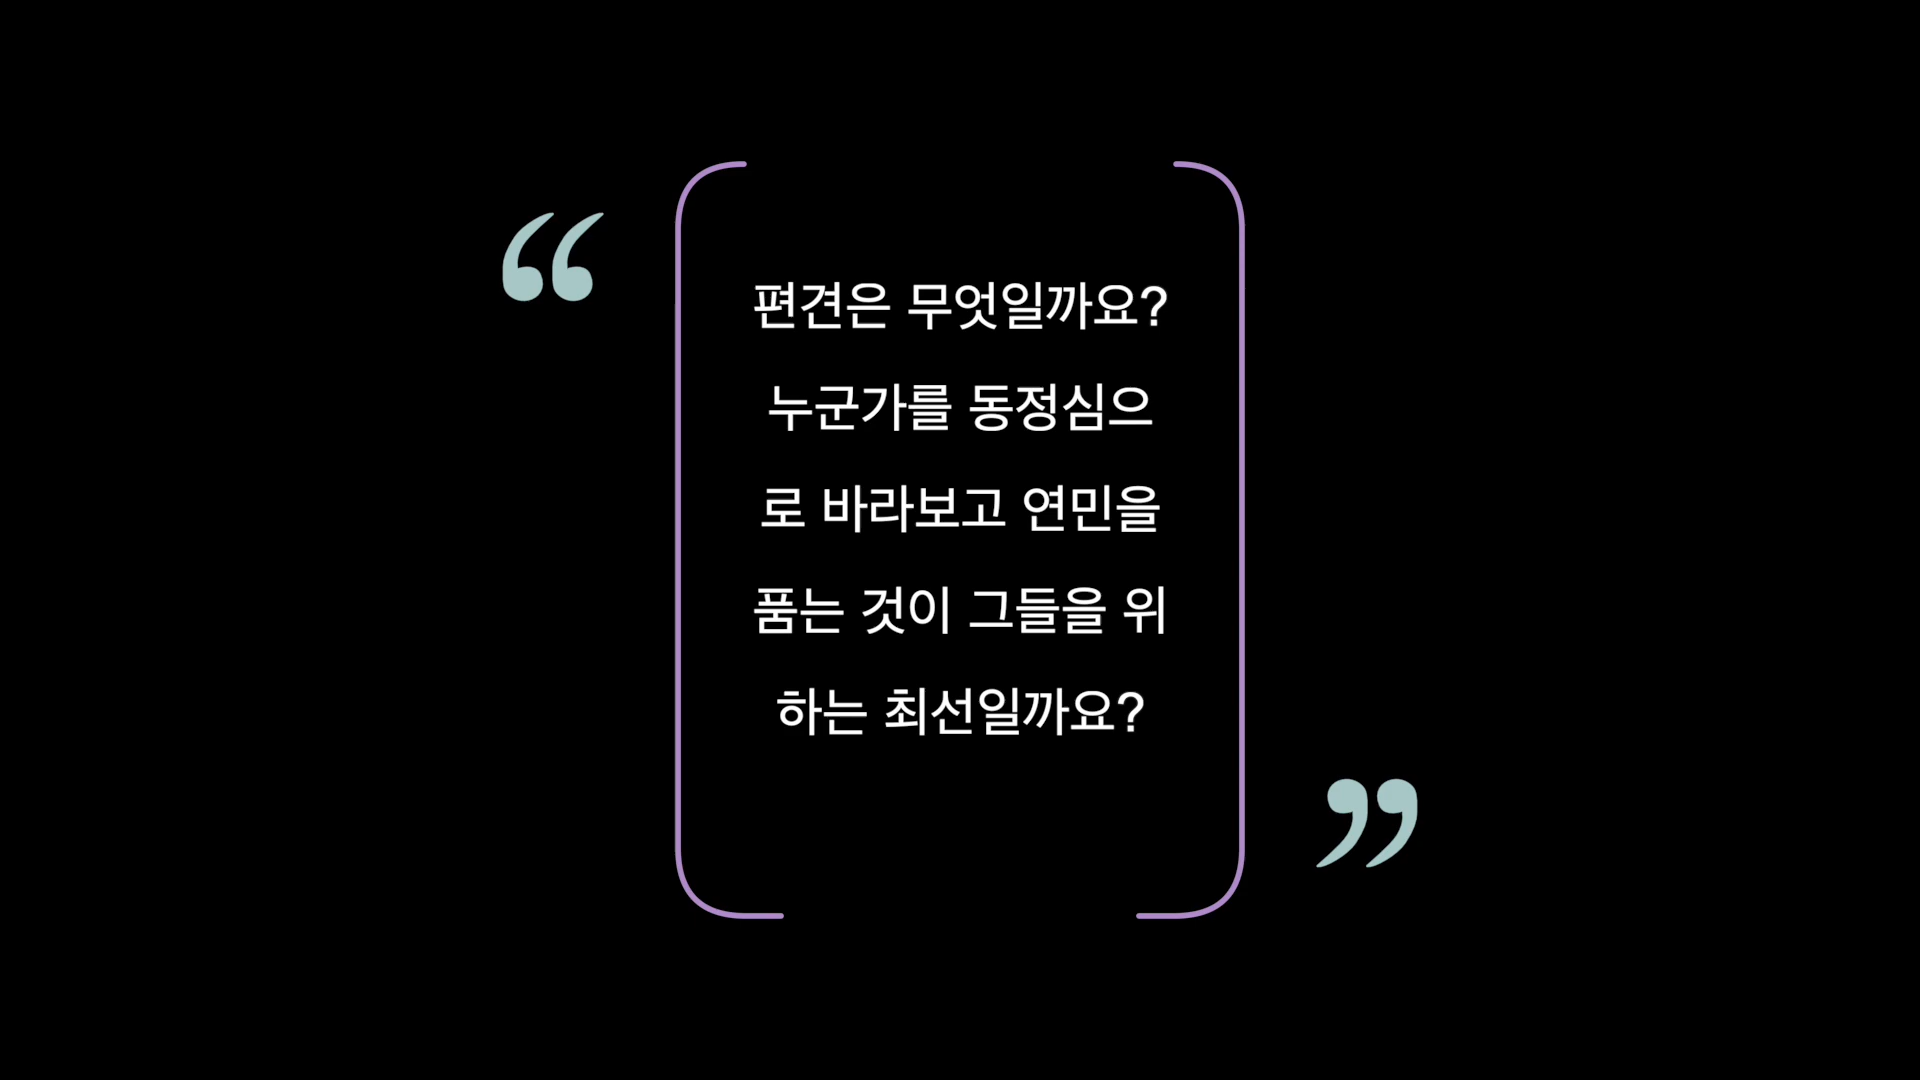 편견은 무엇일까요?
누군가를 동정심으
로 바라보고 연민을
품는 것이 그들을 위
하는 최선일까요?